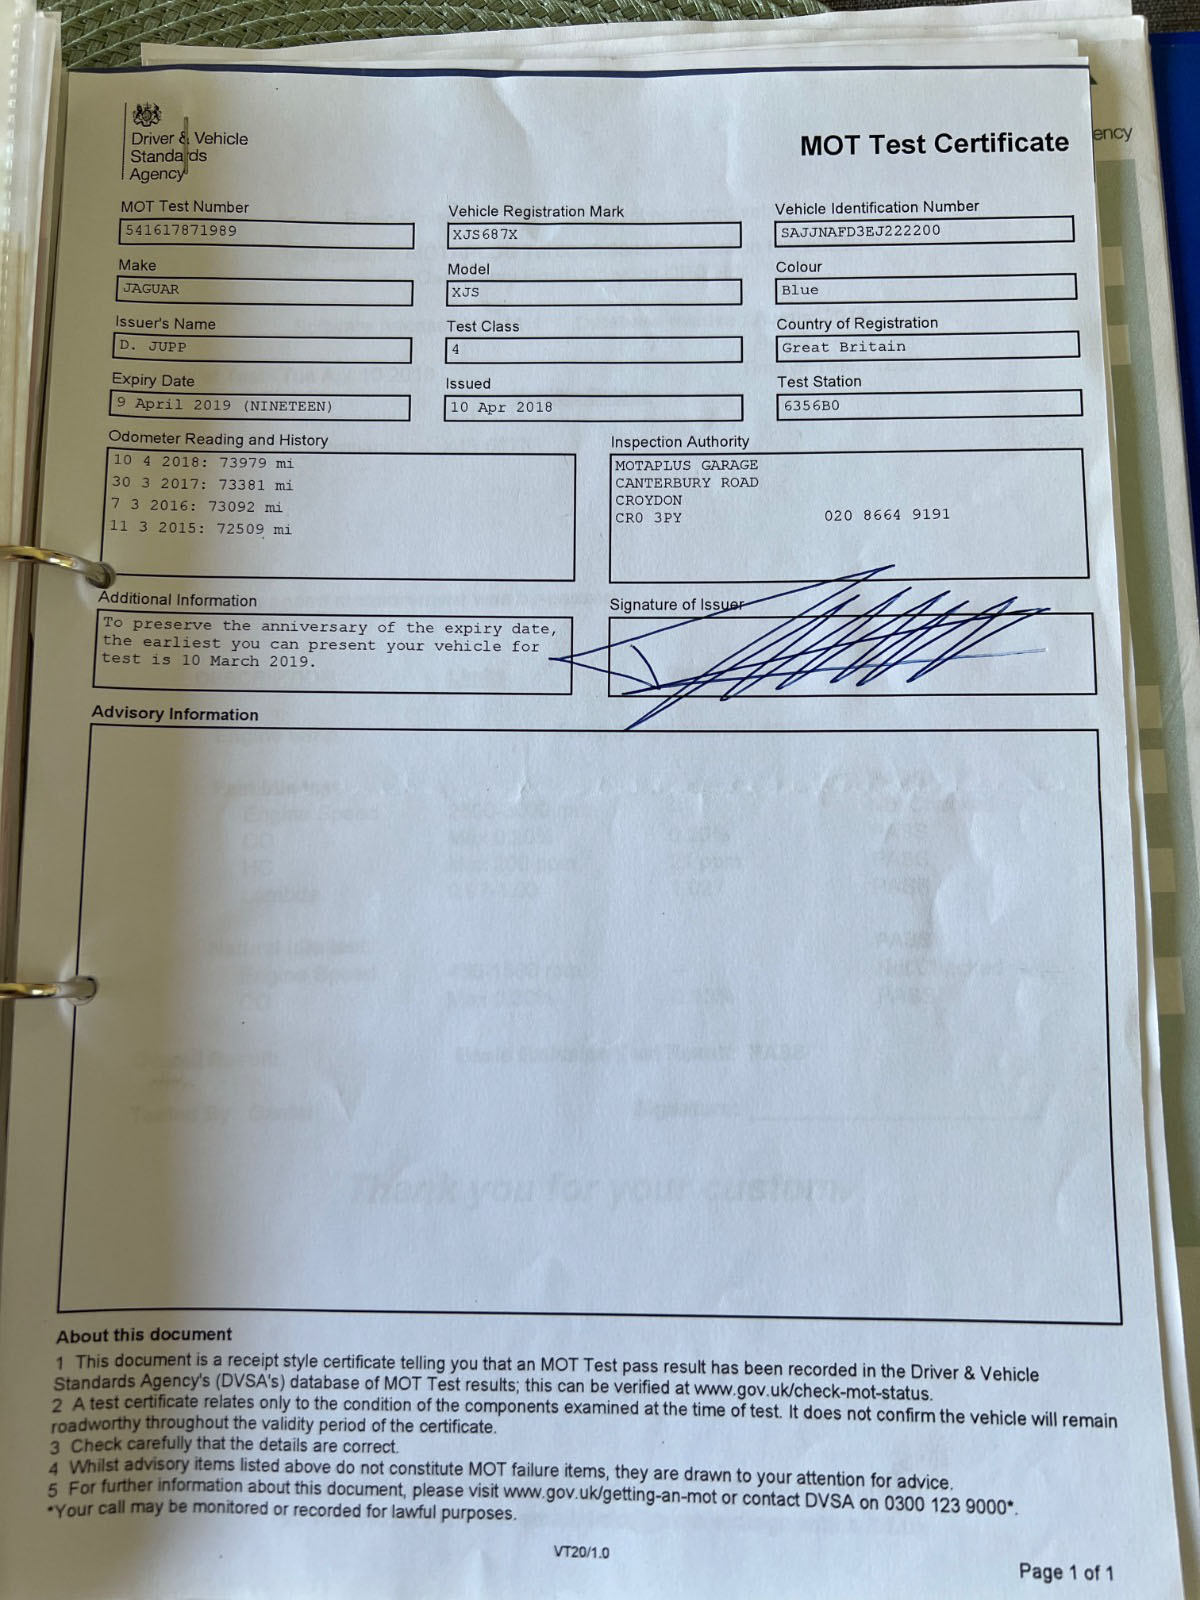 Driver & Vehicle
Standards
Agency
MOT Test Certificate
ency
MOT Test Number
541617871989
Vehicle Registration Mark
XJS687X
Vehicle Identification Number
SAJJNAFD3EJ222200
Make
JAGUAR
Model
XJS
Colour
Blue
Issuer's Name
D. JUPP
Test Class
4
Country of Registration
Great Britain
Expiry Date
9 April 2019 (NINETEEN)
Issued
10 Apr 2018
Test Station
6356B0
Odometer Reading and History
10 4 2018: 73979 mi
30 3 2017: 73381 mi
7 3 2016: 73092 mi
11 3 2015: 72509 mi
Inspection Authority
MOTAPLUS GARAGE
CANTERBURY ROAD
CROYDON
CR0 3PY 020 8664 9191
Additional Information
To preserve the anniversary of the expiry date,
the earliest you can present your vehicle for
test is 10 March 2019.
Signature of Issuer
Advisory Information
Thank you for your custom.
About this document
1 This document is a receipt style certificate telling you that an MOT Test pass result has been recorded in the Driver & Vehicle
Standards Agency's (DVSA's) database of MOT Test results; this can be verified at www.gov.uk/check-mot-status.
2 A test certificate relates only to the condition of the components examined at the time of test. It does not confirm the vehicle will remain
roadworthy throughout the validity period of the certificate.
3 Check carefully that the details are correct.
4 Whilst advisory items listed above do not constitute MOT failure items, they are drawn to your attention for advice.
5 For further information about this document, please visit www.gov.uk/getting-an-mot or contact DVSA on 0300 123 9000*.
*Your call may be monitored or recorded for lawful purposes.
VT20/1.0
Page 1 of 1